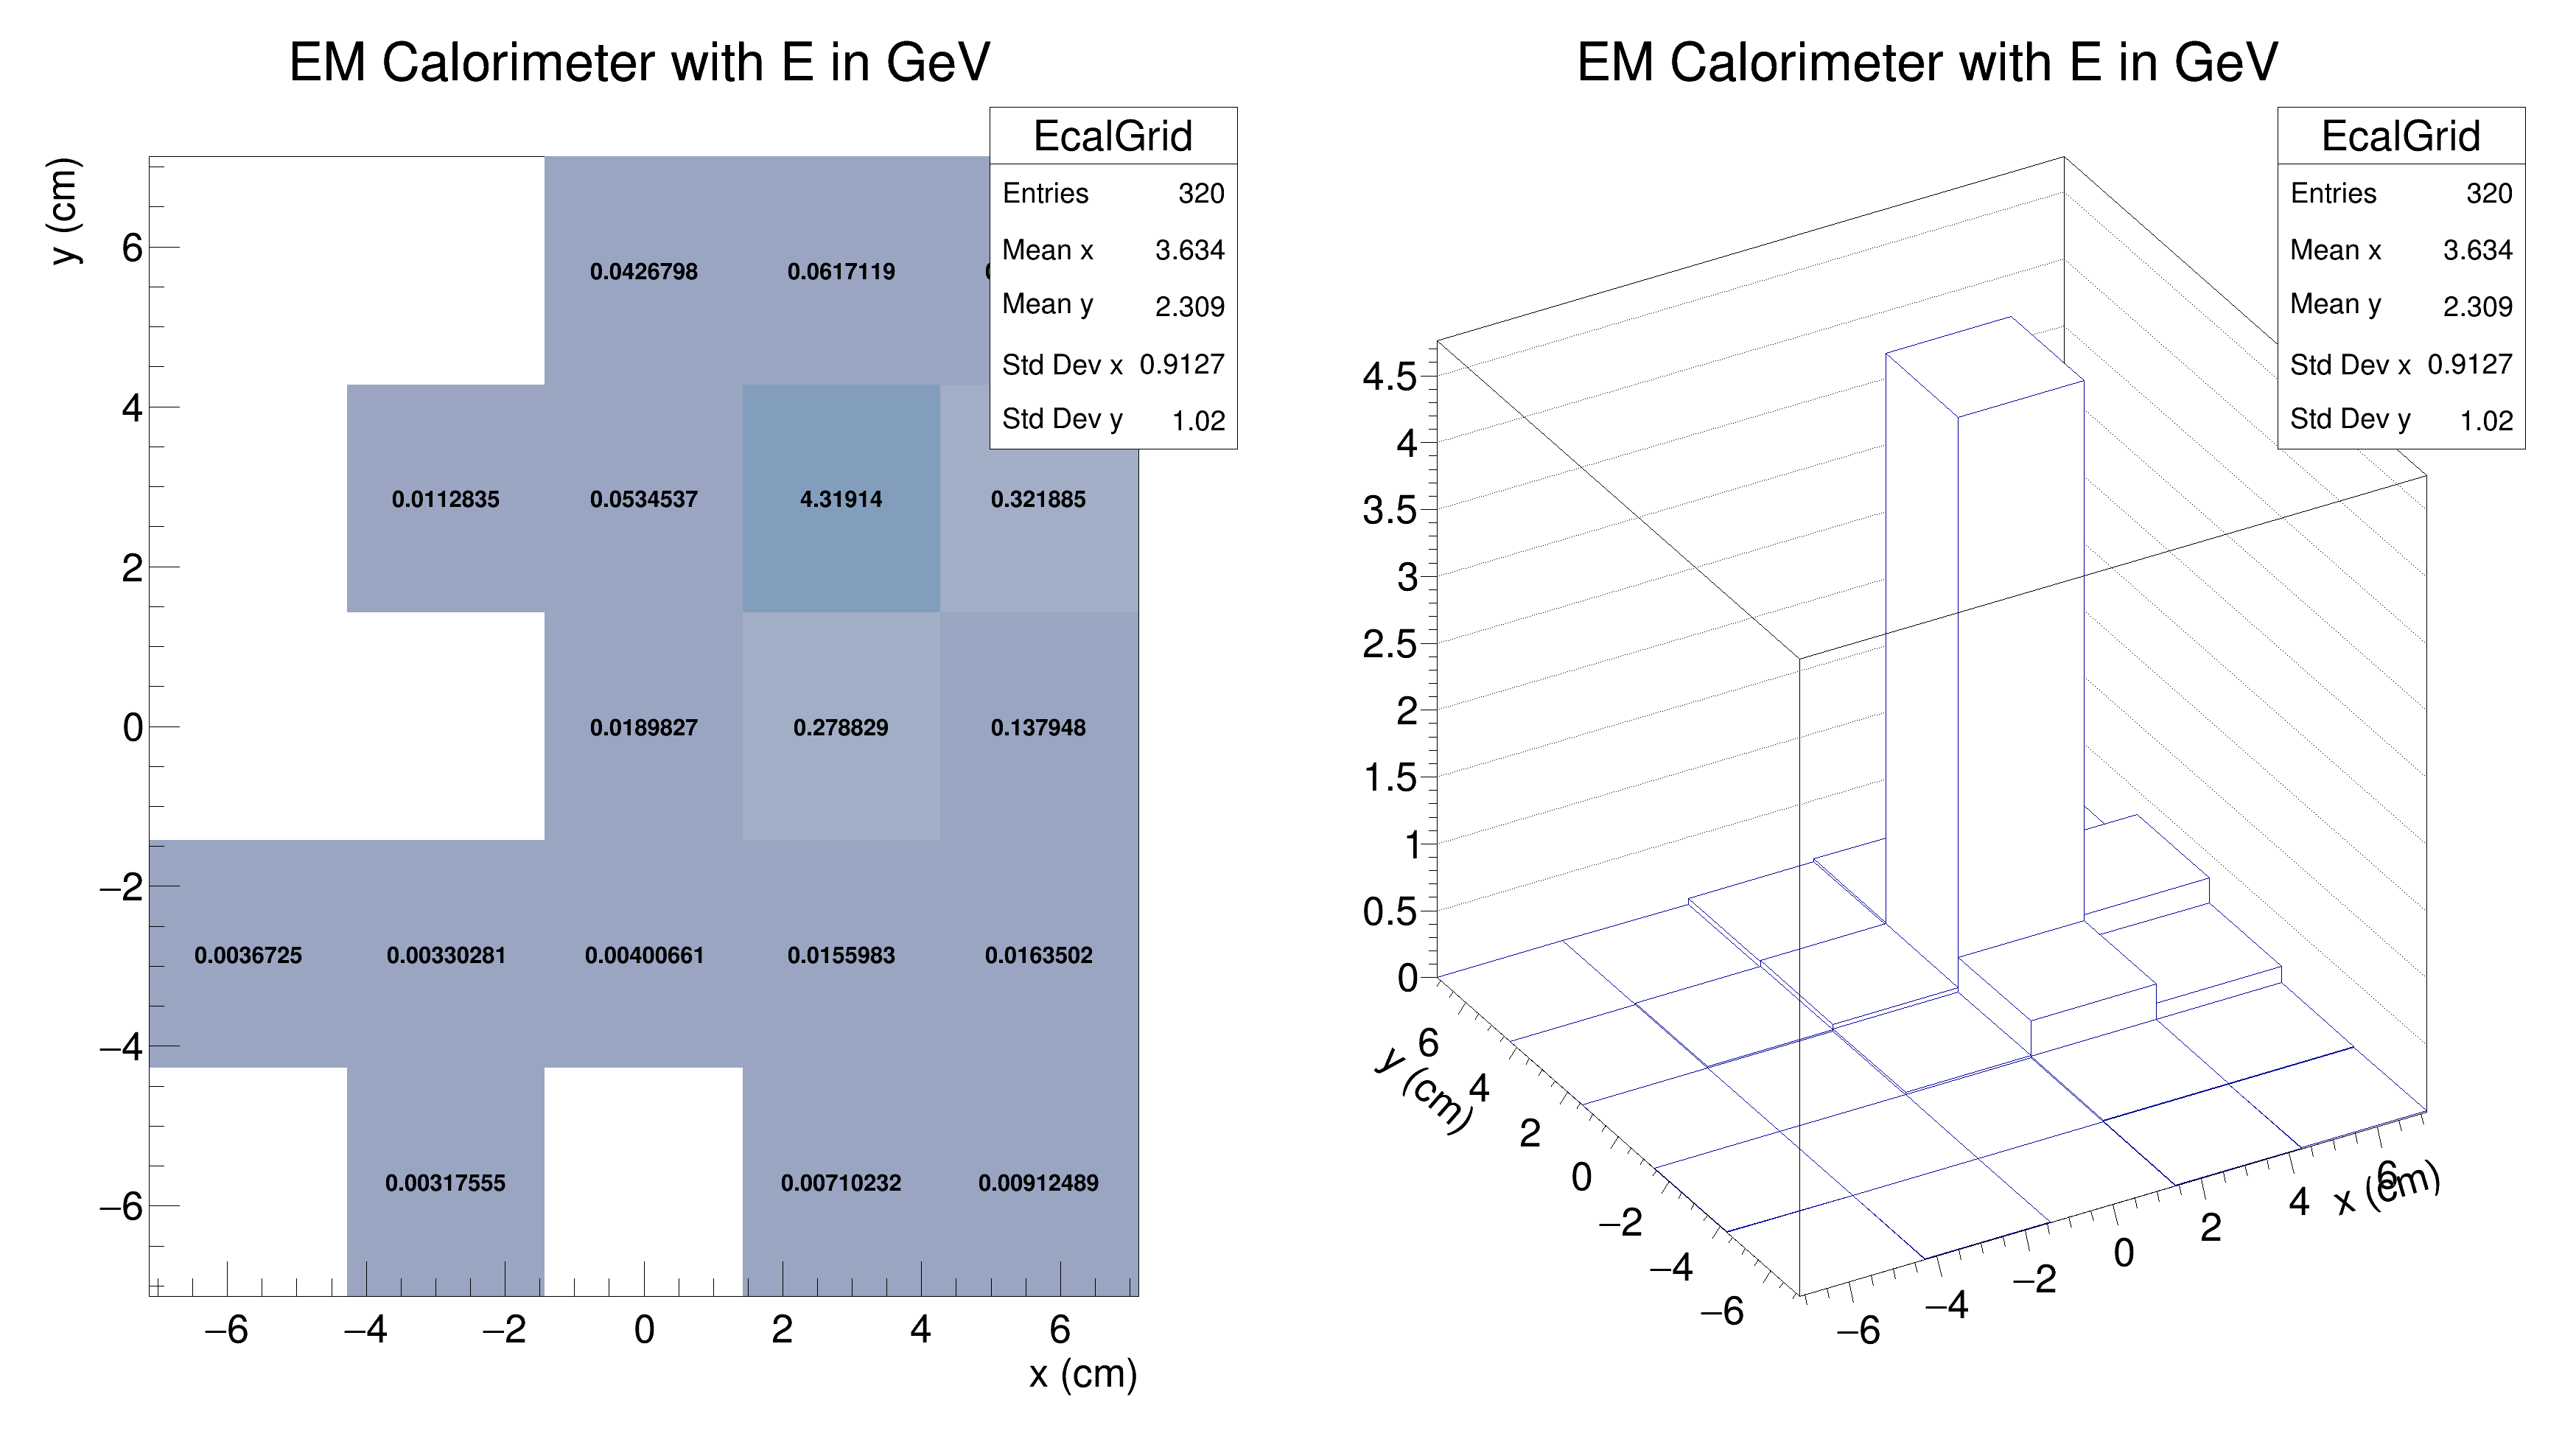 EM Calorimeter with E in GeV
EcalGrid
Entries 320
Mean x 3.634
Mean y 2.309
Std Dev x 0.9127
Std Dev y 1.02
y (cm)
6
4
2
0
−2
−4
−6
0.0426798 0.0617119
0.0112835 0.0534537 4.31914 0.321885
0.0189827 0.278829 0.137948
0.0036725 0.00330281 0.00400661 0.0155983 0.0163502
0.00317555 0.00710232 0.00912489
−6 −4 −2 0 2 4 6
x (cm)
EM Calorimeter with E in GeV
EcalGrid
Entries 320
Mean x 3.634
Mean y 2.309
Std Dev x 0.9127
Std Dev y 1.02
4.5
4
3.5
3
2.5
2
1.5
1
0.5
0
6
4
2
0
−2
−4
−6
y (cm)
−6
−4
−2
0
2
4
6
x (cm)